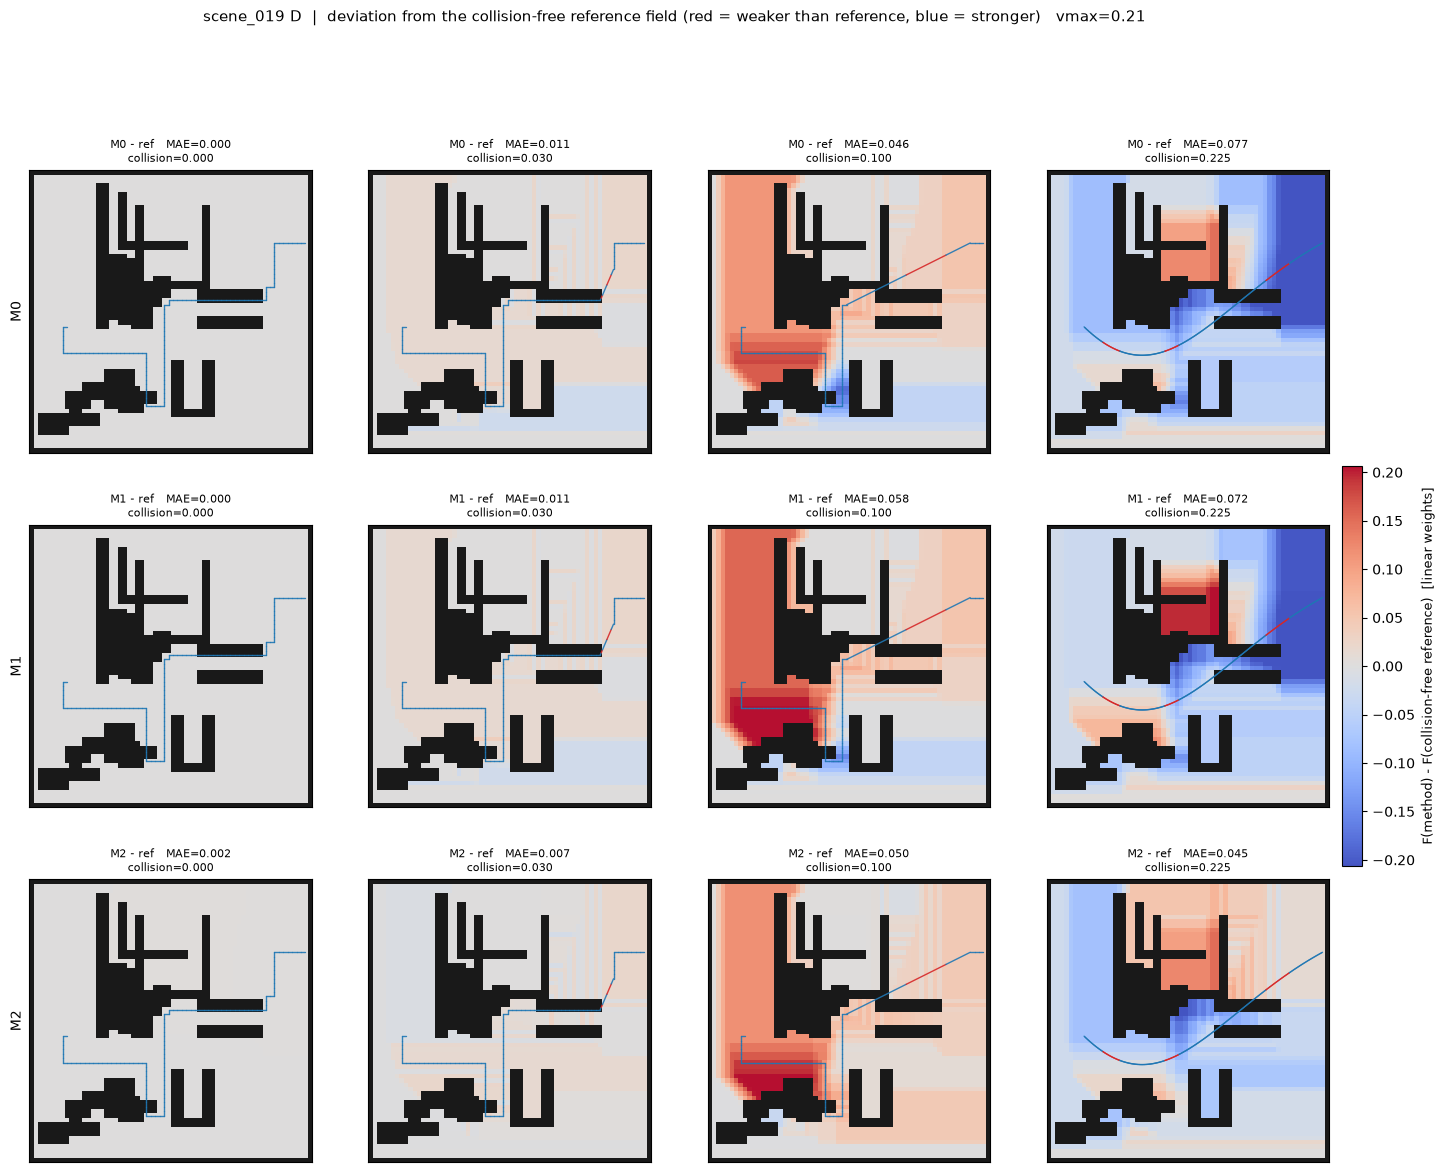 scene_019 D  |  deviation from the collision-free reference field (red = weaker than reference, blue = stronger)   vmax=0.21
M0 - ref   MAE=0.000
collision=0.000
M0 - ref   MAE=0.011
collision=0.030
M0 - ref   MAE=0.046
collision=0.100
M0 - ref   MAE=0.077
collision=0.225
M0
M1 - ref   MAE=0.000
collision=0.000
M1 - ref   MAE=0.011
collision=0.030
M1 - ref   MAE=0.058
collision=0.100
M1 - ref   MAE=0.072
collision=0.225
M1
M2 - ref   MAE=0.002
collision=0.000
M2 - ref   MAE=0.007
collision=0.030
M2 - ref   MAE=0.050
collision=0.100
M2 - ref   MAE=0.045
collision=0.225
M2
0.20
0.15
0.10
0.05
0.00
−0.05
−0.10
−0.15
−0.20
F(method) - F(collision-free reference)  [linear weights]